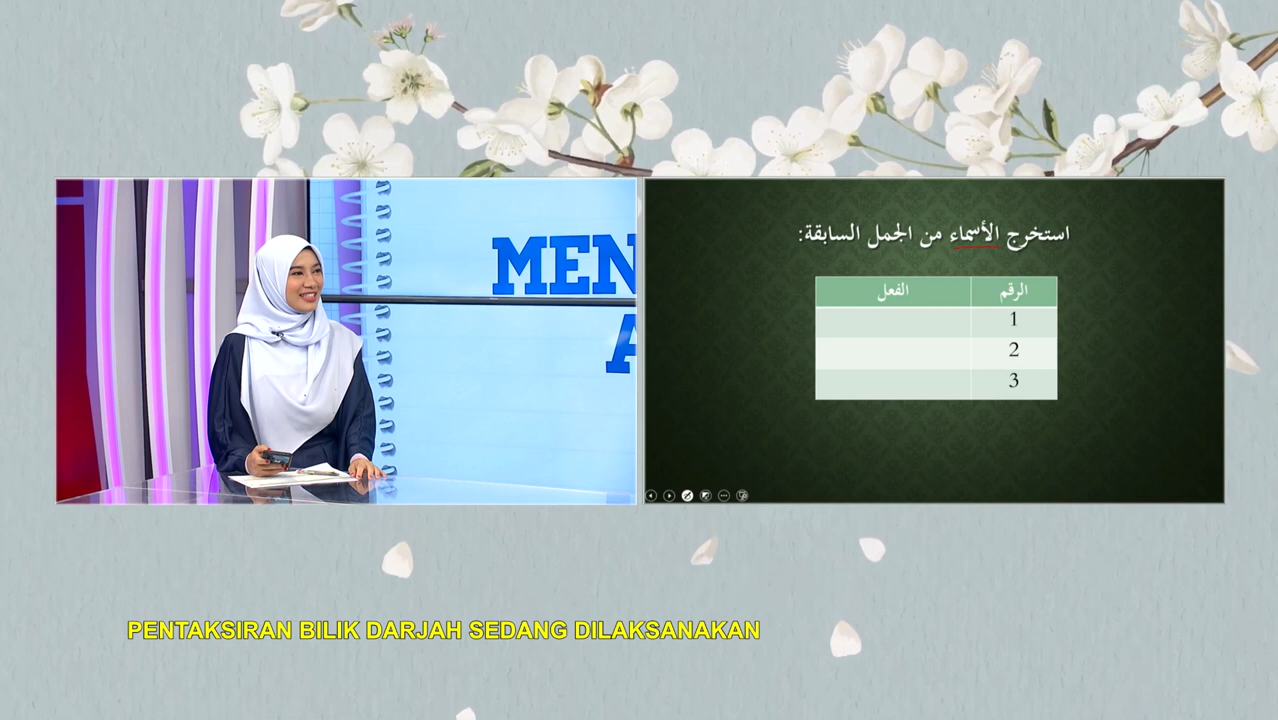 MEN
A
استخرج الأسماء من الجمل السابقة:
الرقم الفعل
1
2
3
PENTAKSIRAN BILIK DARJAH SEDANG DILAKSANAKAN